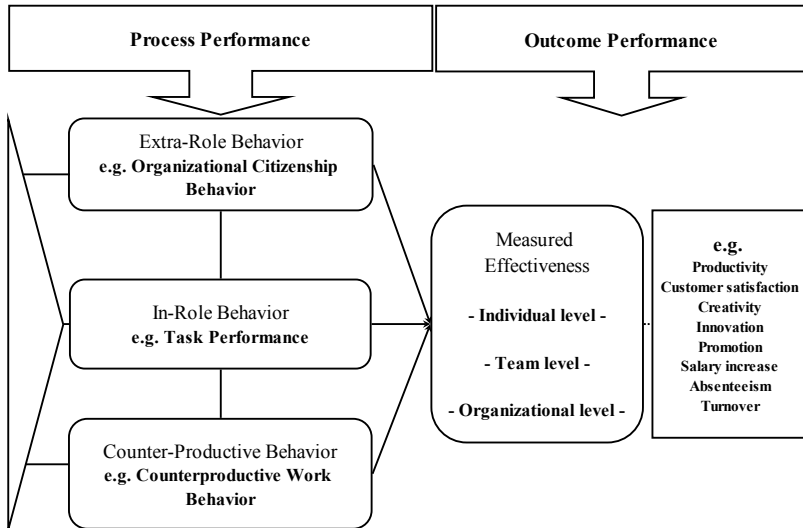 Process Performance
Outcome Performance
Extra-Role Behavior
e.g. Organizational Citizenship
Behavior
In-Role Behavior
e.g. Task Performance
Counter-Productive Behavior
e.g. Counterproductive Work
Behavior
Measured
Effectiveness
- Individual level -
- Team level -
- Organizational level -
e.g.
Productivity
Customer satisfaction
Creativity
Innovation
Promotion
Salary increase
Absenteeism
Turnover